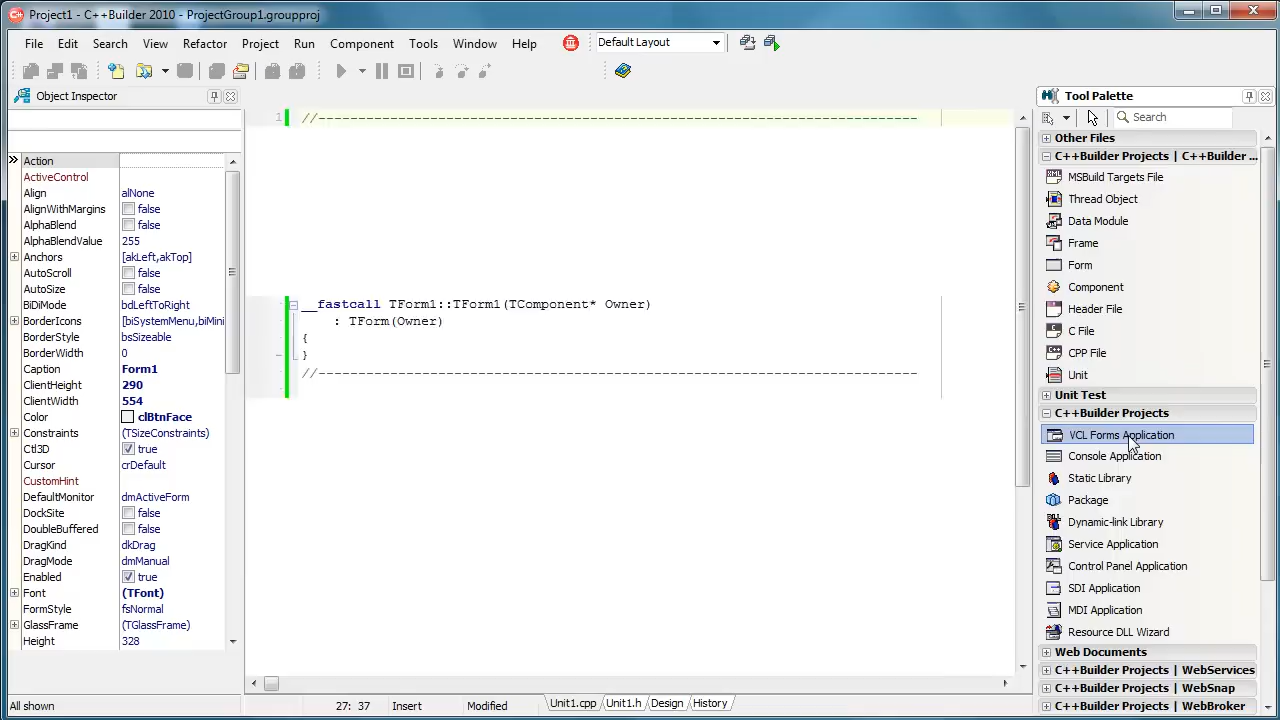 Project1 - C++Builder 2010 - ProjectGroup1.groupproj
File Edit Search View Refactor Project Run Component Tools Window Help Default Layout
Object Inspector
Action
ActiveControl
Align alNone
AlignWithMargins false
AlphaBlend false
AlphaBlendValue 255
Anchors [akLeft,akTop]
AutoScroll false
AutoSize false
BiDiMode bdLeftToRight
BorderIcons [biSystemMenu,biMini
BorderStyle bsSizeable
BorderWidth 0
Caption Form1
ClientHeight 290
ClientWidth 554
Color clBtnFace
Constraints (TSizeConstraints)
Ctl3D true
Cursor crDefault
CustomHint
DefaultMonitor dmActiveForm
DockSite false
DoubleBuffered false
DragKind dkDrag
DragMode dmManual
Enabled true
Font (TFont)
FormStyle fsNormal
GlassFrame (TGlassFrame)
Height 328
All shown
1 //---------------------------------------------------------------------------
__fastcall TForm1::TForm1(TComponent* Owner)
: TForm(Owner)
{
}
//---------------------------------------------------------------------------
27: 37 Insert Modified Unit1.cpp Unit1.h Design History
Tool Palette
Search
Other Files
C++Builder Projects | C++Builder ...
MSBuild Targets File
Thread Object
Data Module
Frame
Form
Component
Header File
C File
CPP File
Unit
Unit Test
C++Builder Projects
VCL Forms Application
Console Application
Static Library
Package
Dynamic-link Library
Service Application
Control Panel Application
SDI Application
MDI Application
Resource DLL Wizard
Web Documents
C++Builder Projects | WebServices
C++Builder Projects | WebSnap
C++Builder Projects | WebBroker